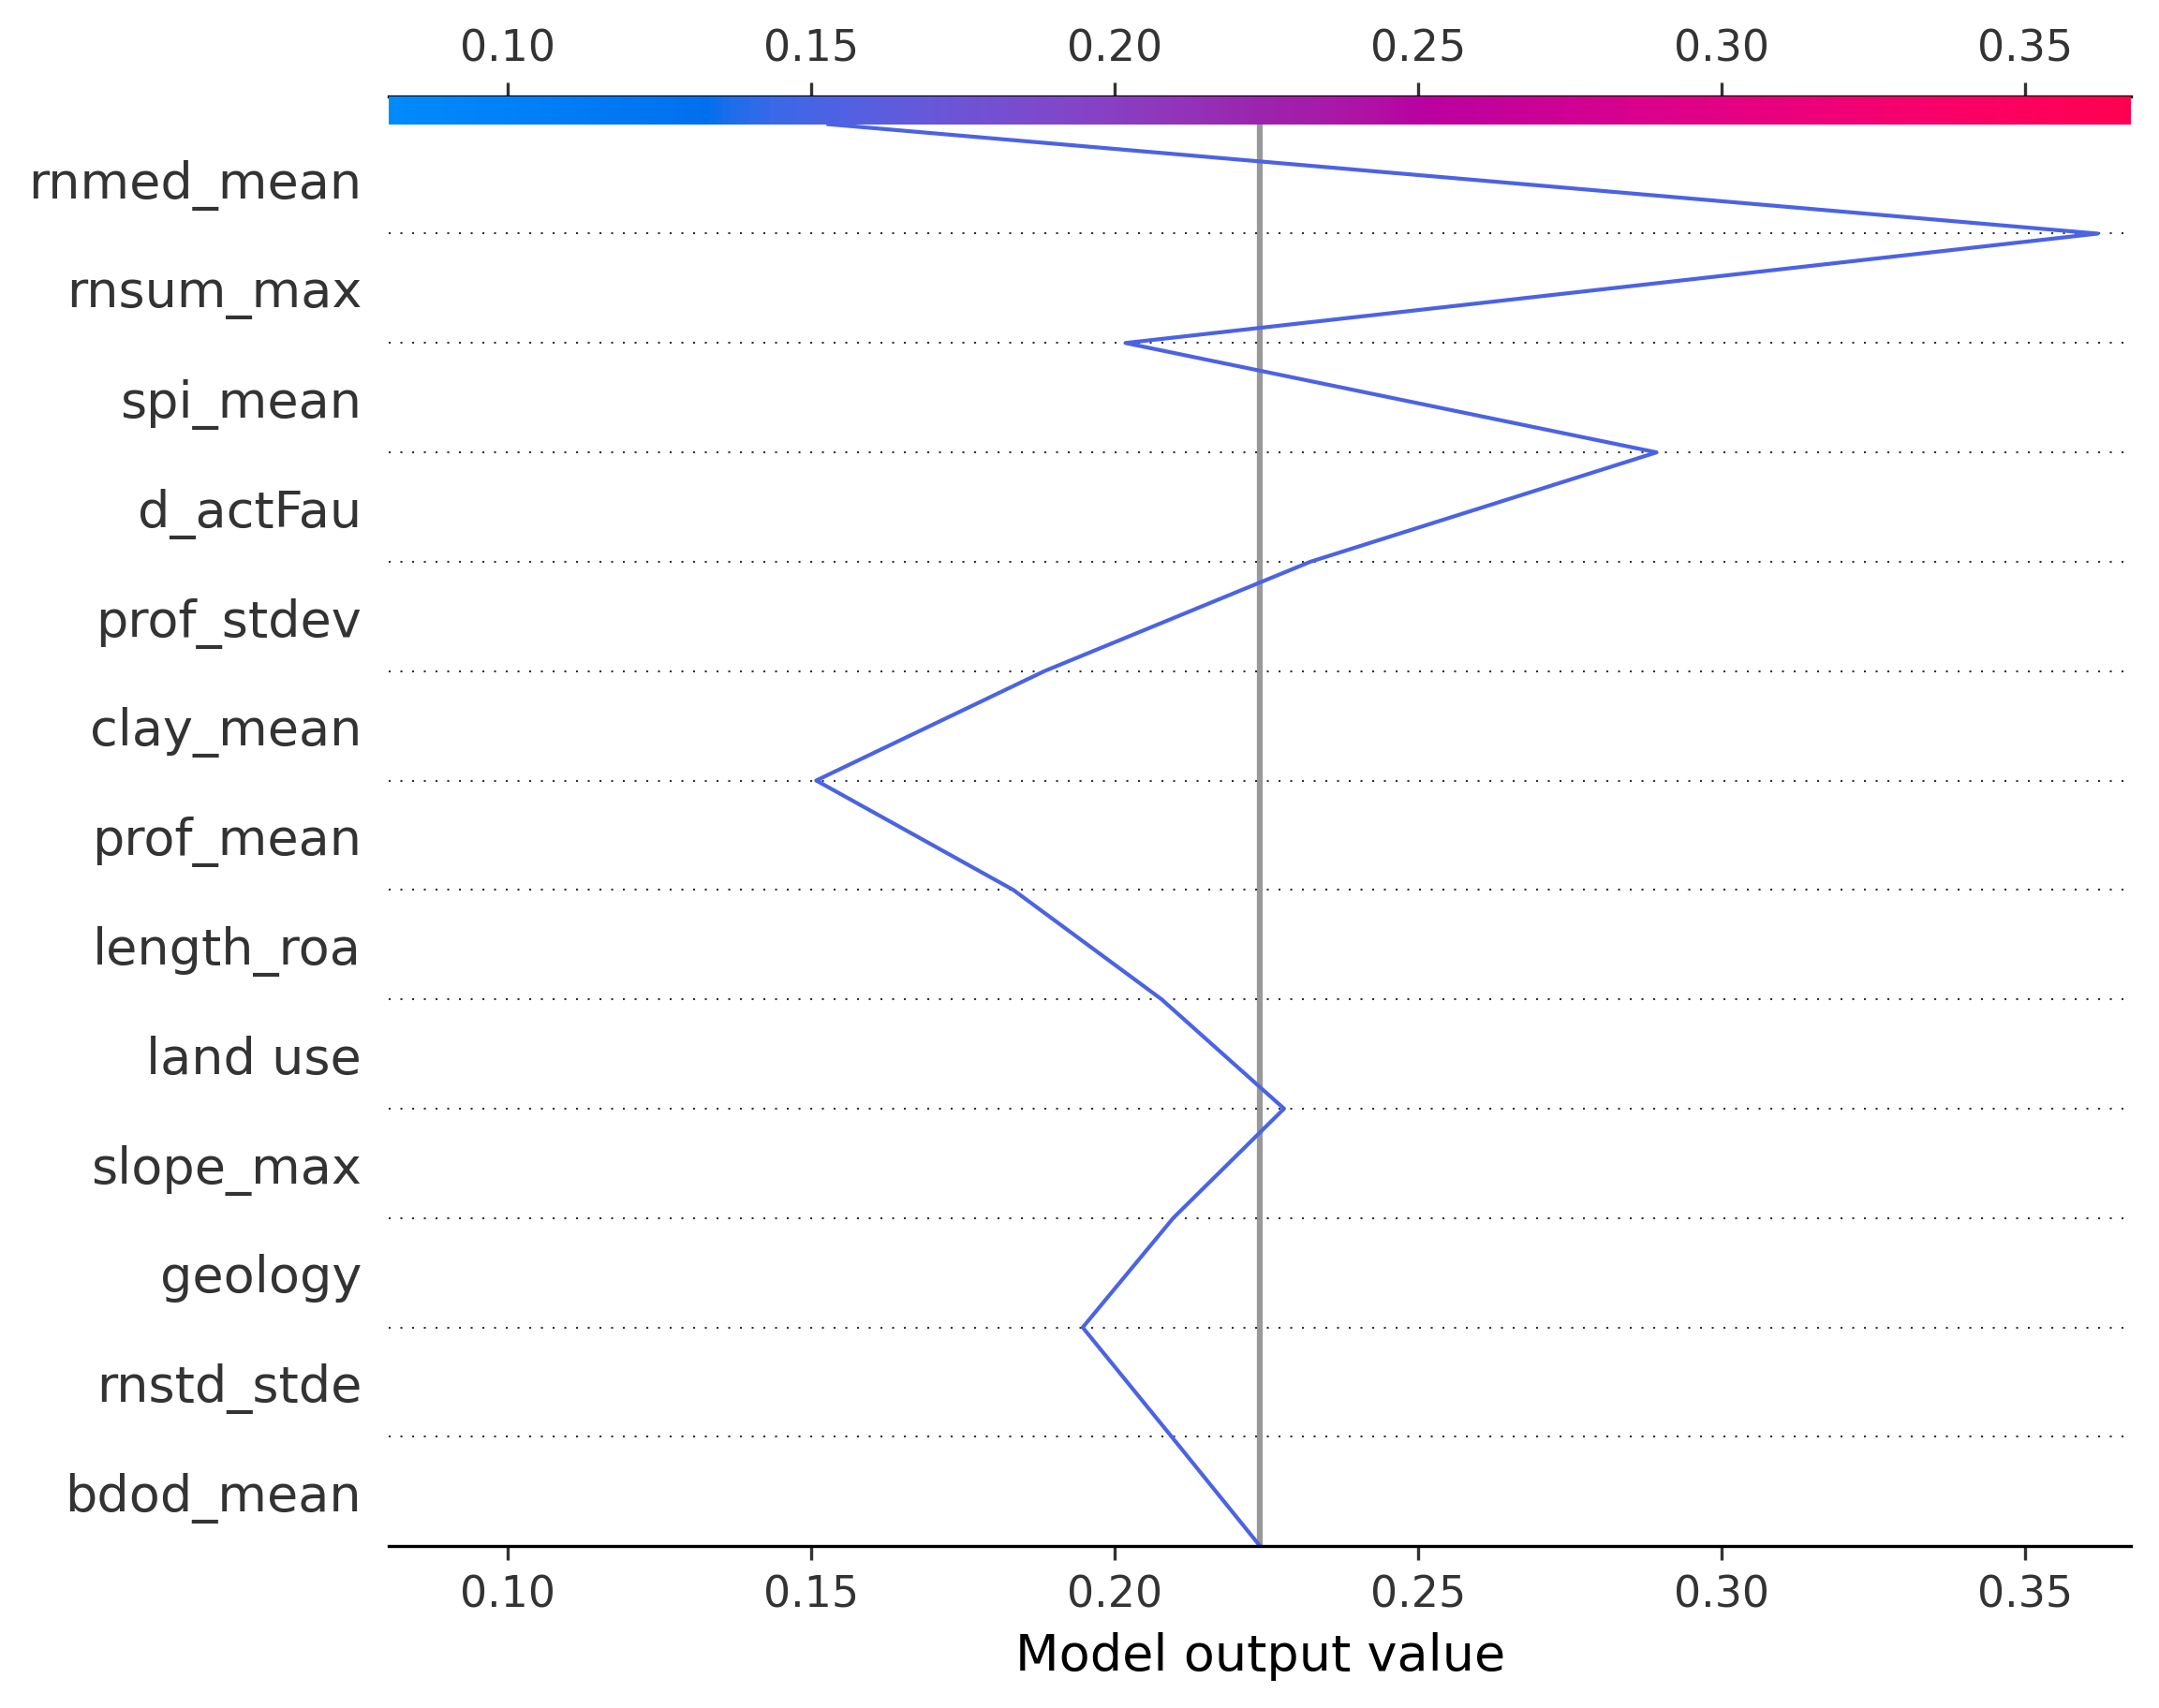 0.10 0.15 0.20 0.25 0.30 0.35
rnmed_mean
rnsum_max
spi_mean
d_actFau
prof_stdev
clay_mean
prof_mean
length_roa
land use
slope_max
geology
rnstd_stde
bdod_mean
0.10 0.15 0.20 0.25 0.30 0.35
Model output value